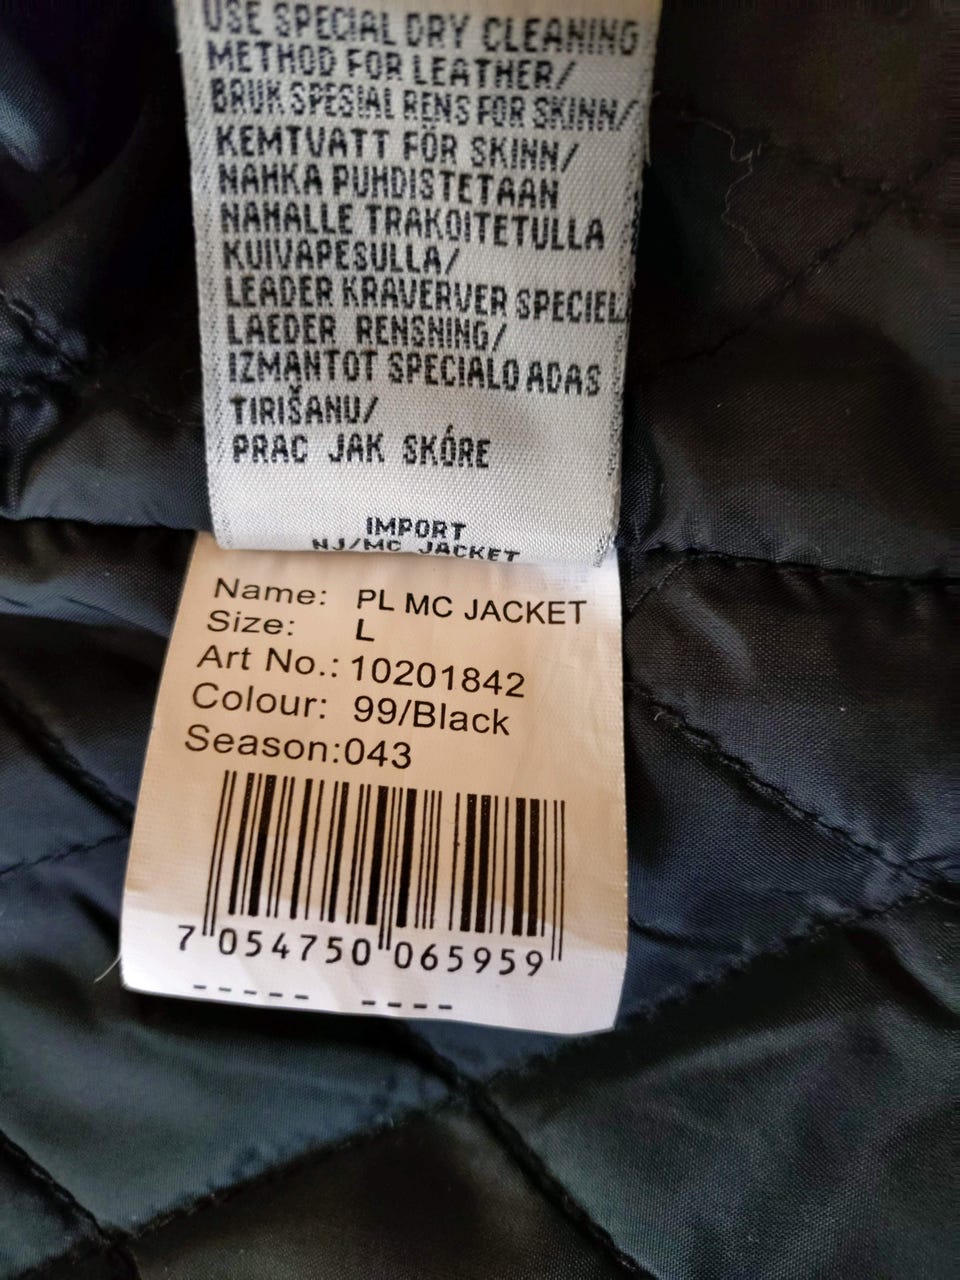 USE SPECIAL DRY CLEANING
METHOD FOR LEATHER/
BRUK SPESIAL RENS FOR SKINN/
KEMTVATT FÖR SKINN/
NAHKA PUHDISTETAAN
NAHALLE TRAKOITETULLA
KUIVAPESULLA/
LEADER KRAVERVER SPECIEL
LAEDER RENSNING/
IZMANTOT SPECIALO ADAS
TIRIŠANU/
PRAC JAK SKÓRE
IMPORT
NJ/MC JACKET
Name: PL MC JACKET
Size: L
Art No.: 10201842
Colour: 99/Black
Season:043
7 054750 065959